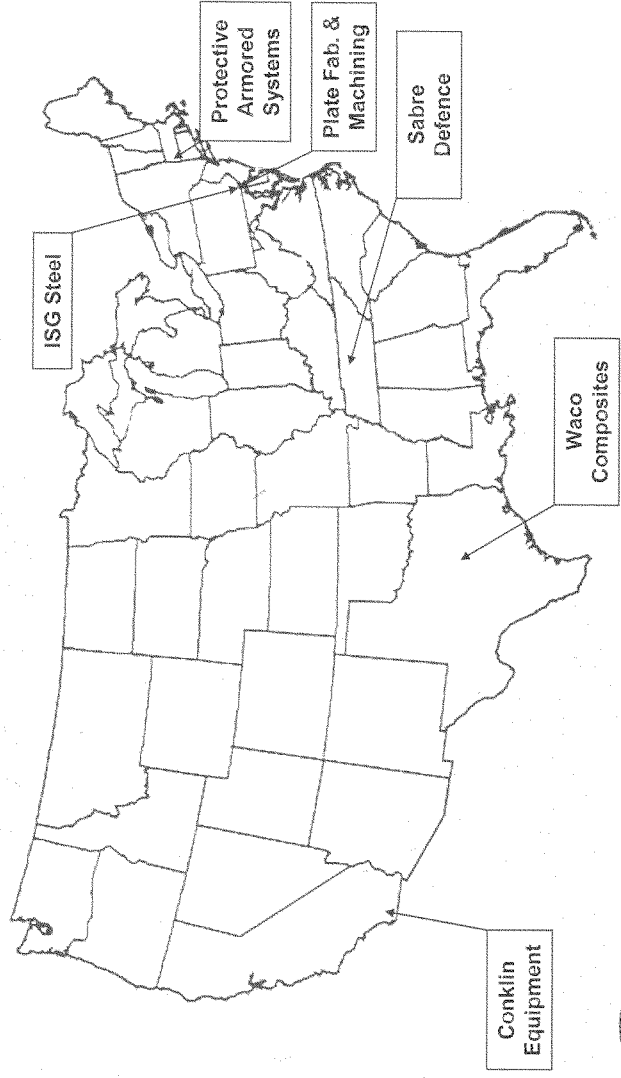 ISG Steel
Protective
Armored
Systems
Plate Fab. &
Machining
Sabre
Defence
Waco
Composites
Conklin
Equipment